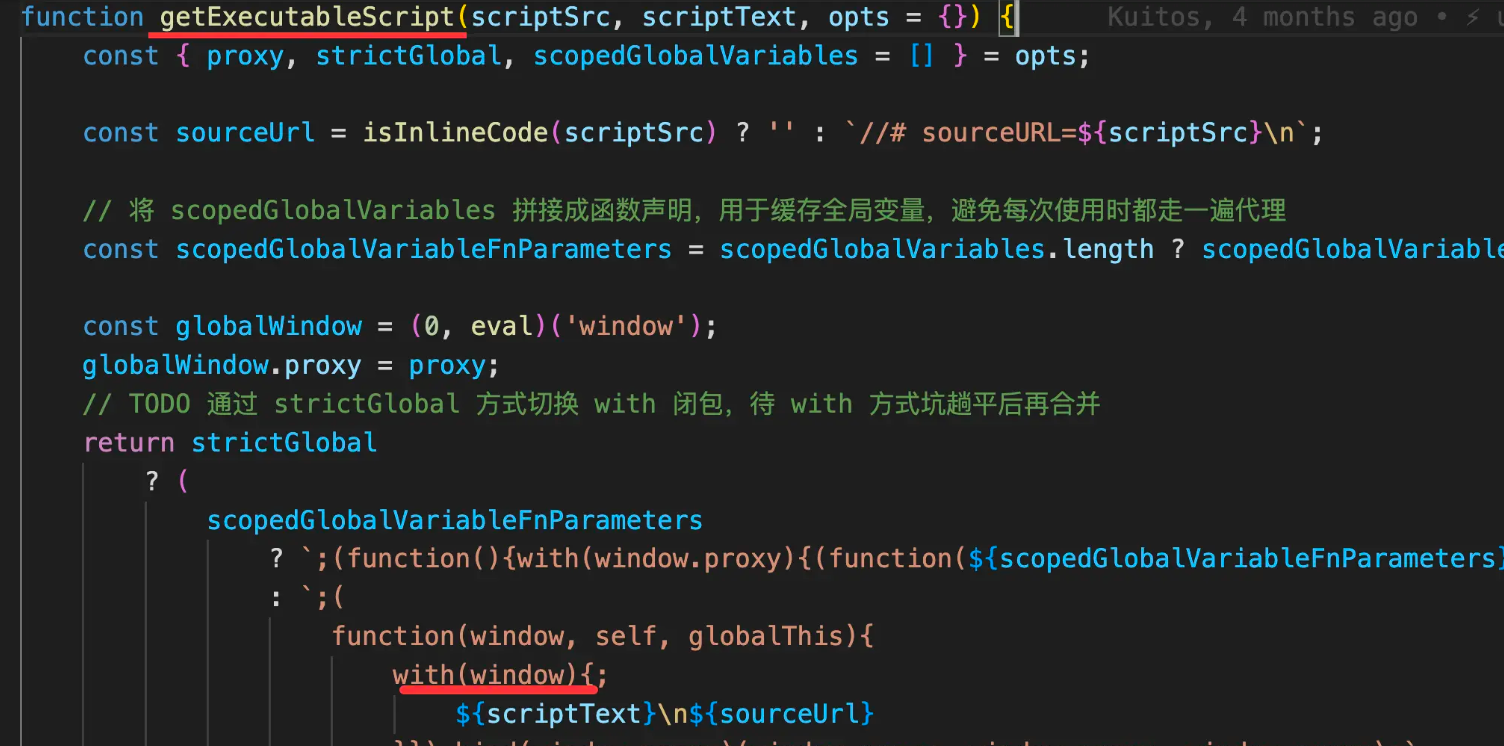 function getExecutableScript(scriptSrc, scriptText, opts = {}) { Kuitos, 4 months ago • ⚡
const { proxy, strictGlobal, scopedGlobalVariables = [] } = opts;
const sourceUrl = isInlineCode(scriptSrc) ? '' : `//# sourceURL=${scriptSrc}\n`;
// 将 scopedGlobalVariables 拼接成函数声明，用于缓存全局变量，避免每次使用时都走一遍代理
const scopedGlobalVariableFnParameters = scopedGlobalVariables.length ? scopedGlobalVariable
const globalWindow = (0, eval)('window');
globalWindow.proxy = proxy;
// TODO 通过 strictGlobal 方式切换 with 闭包，待 with 方式坑趟平后再合并
return strictGlobal
? (
scopedGlobalVariableFnParameters
? `;(function(){with(window.proxy){(function(${scopedGlobalVariableFnParameters}
: `;(
function(window, self, globalThis){
with(window){;
${scriptText}\n${sourceUrl}